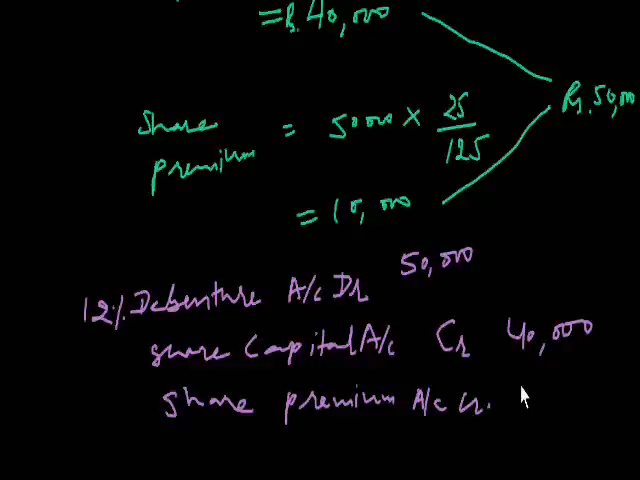 = Rs. 40,000
Rs. 50,000
Share premium = 50000 × 25/125
= 10,000
12% Debenture A/c Dr 50,000
share Capital A/c Cr 40,000
share premium A/c Cr.